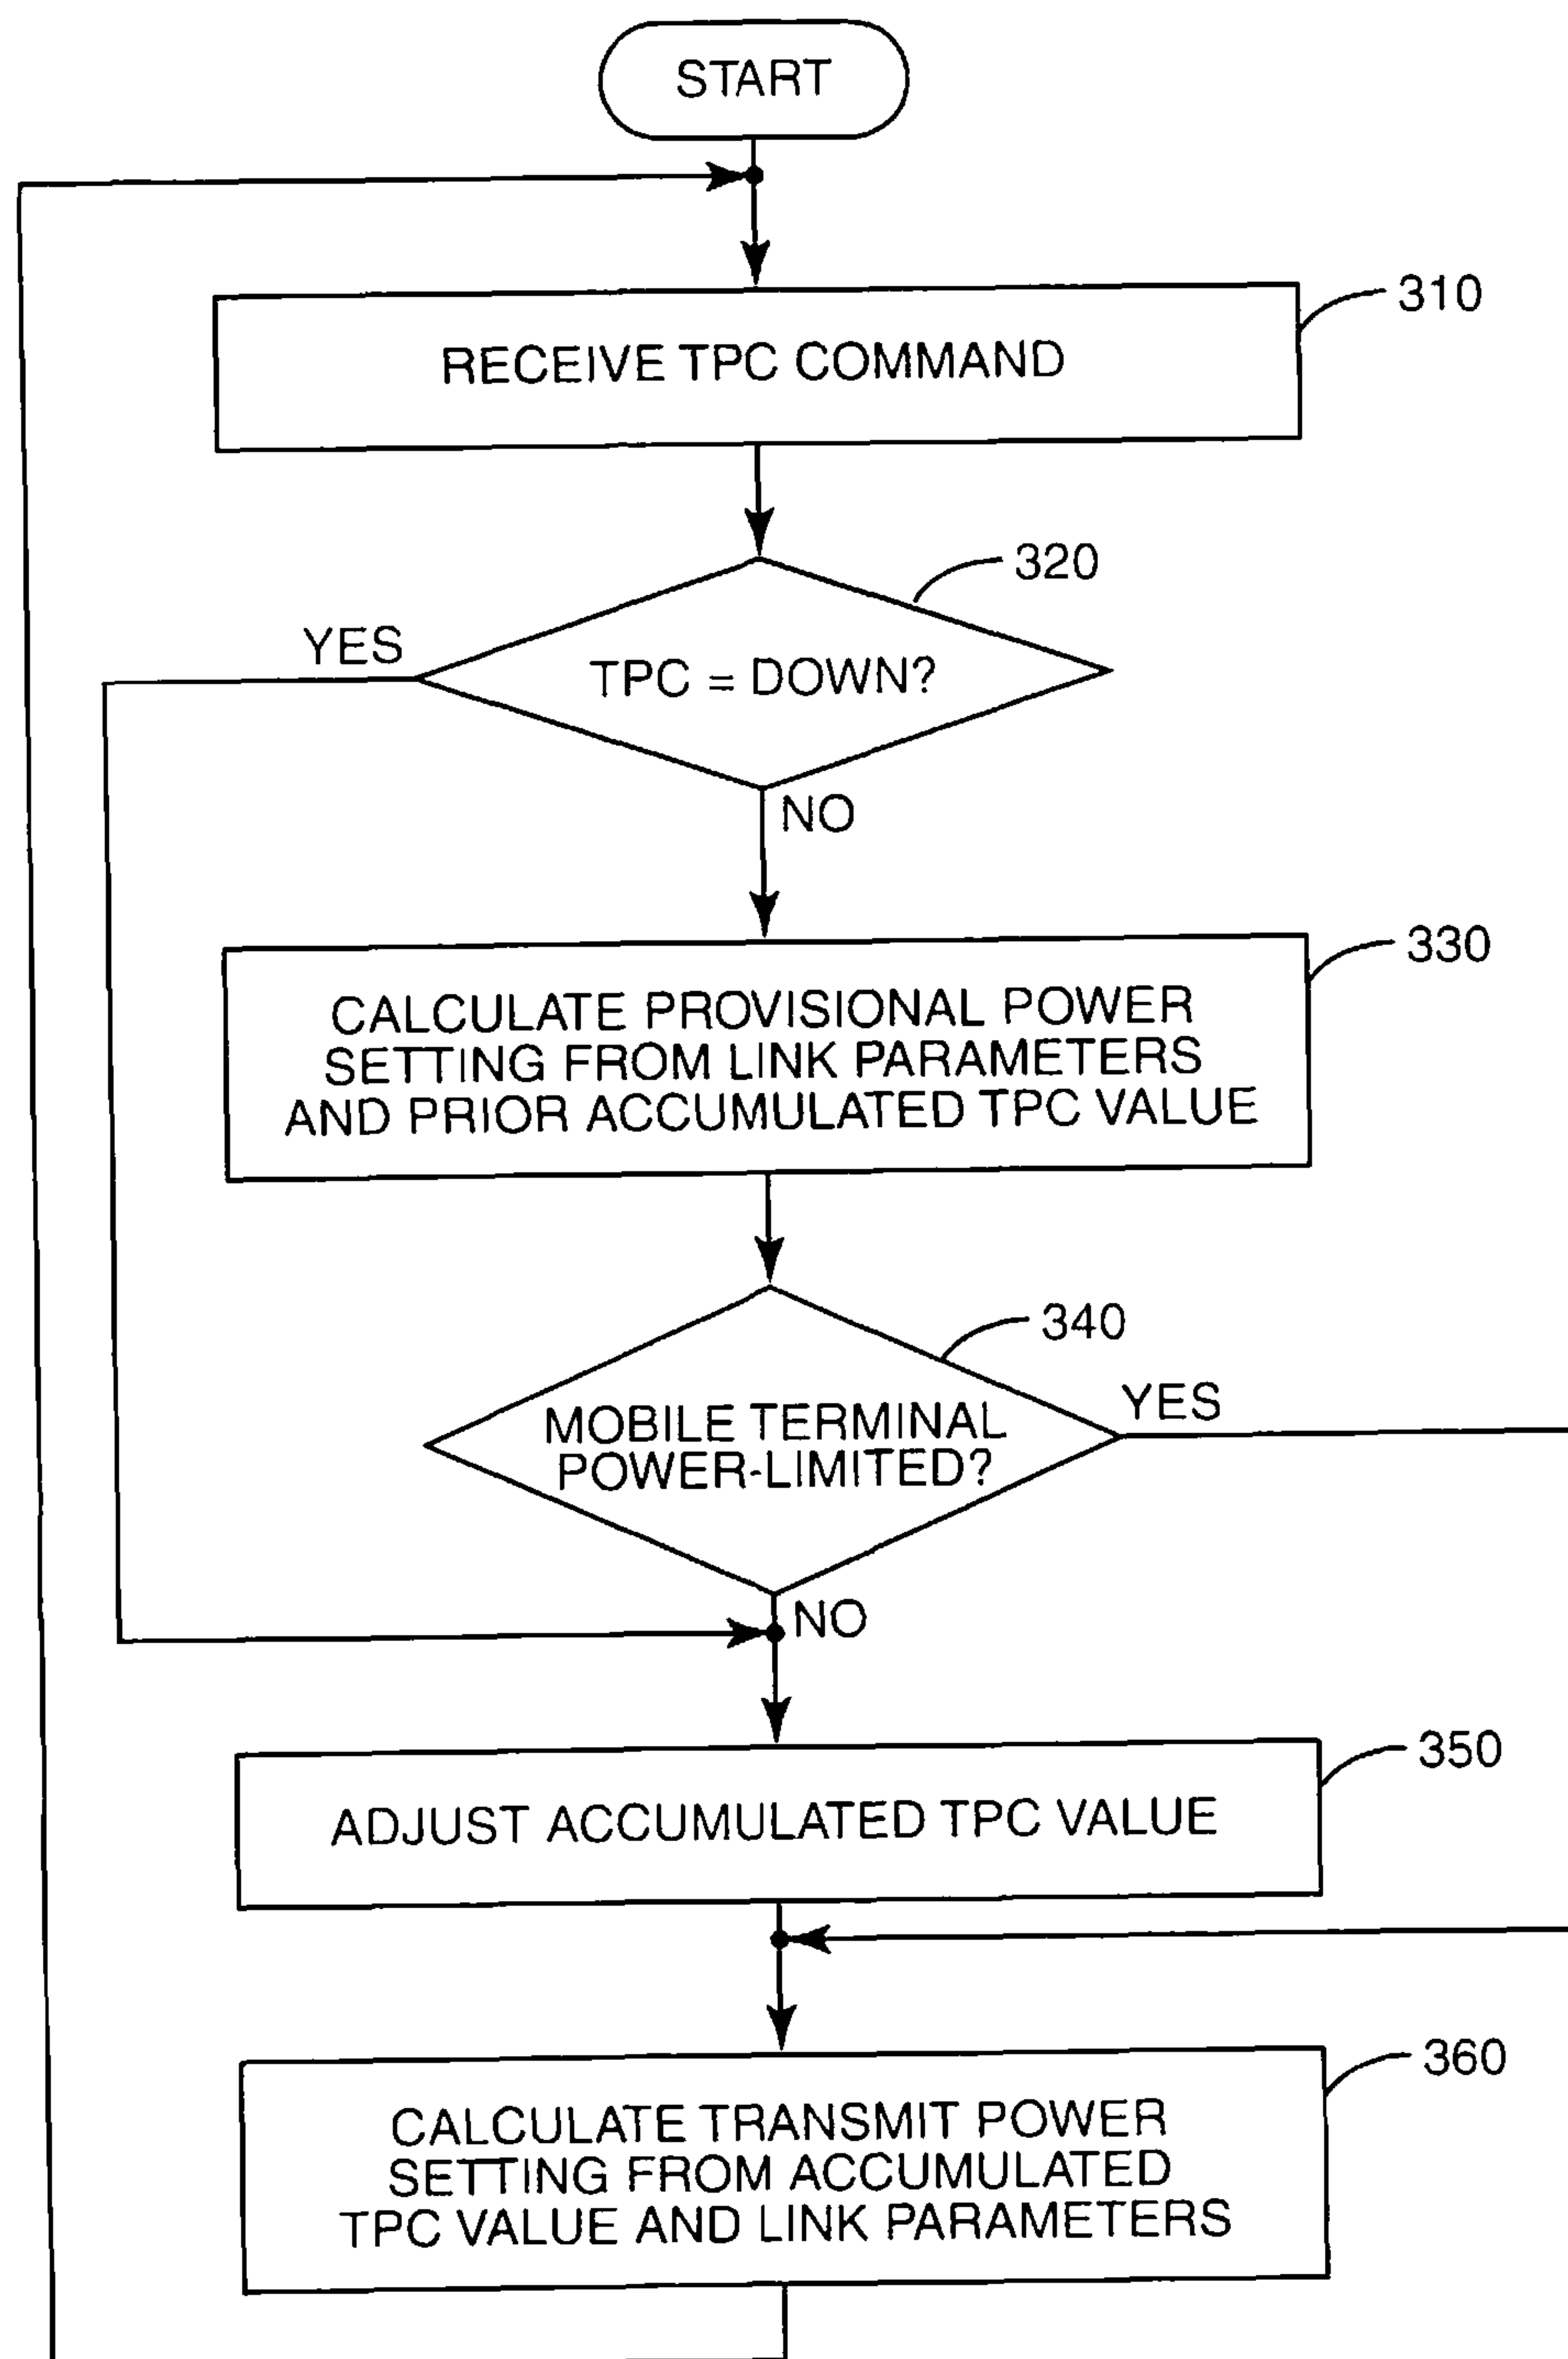 START
310
RECEIVE TPC COMMAND
320
YES
TPC = DOWN?
NO
330
CALCULATE PROVISIONAL POWER
SETTING FROM LINK PARAMETERS
AND PRIOR ACCUMULATED TPC VALUE
340
YES
MOBILE TERMINAL
POWER-LIMITED?
NO
350
ADJUST ACCUMULATED TPC VALUE
360
CALCULATE TRANSMIT POWER
SETTING FROM ACCUMULATED
TPC VALUE AND LINK PARAMETERS